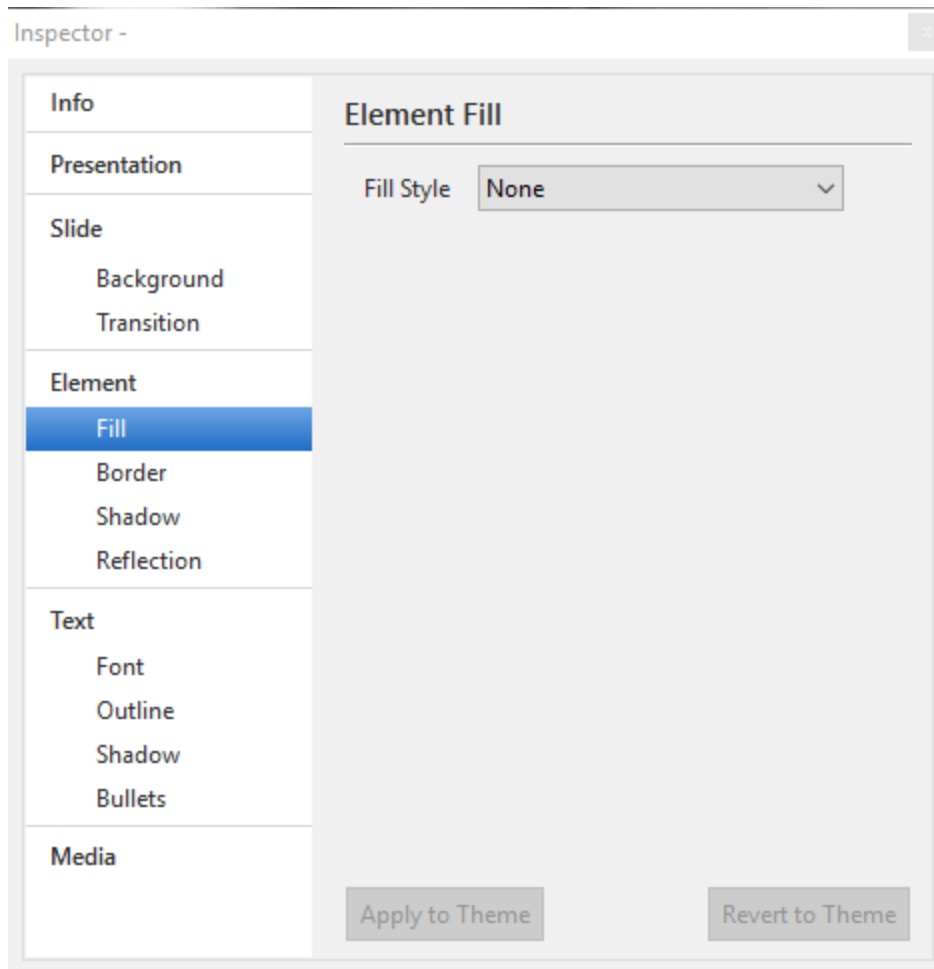 Inspector -
Info
Presentation
Slide
Background
Transition
Element
Fill
Border
Shadow
Reflection
Text
Font
Outline
Shadow
Bullets
Media
Element Fill
Fill Style None
Apply to Theme Revert to Theme